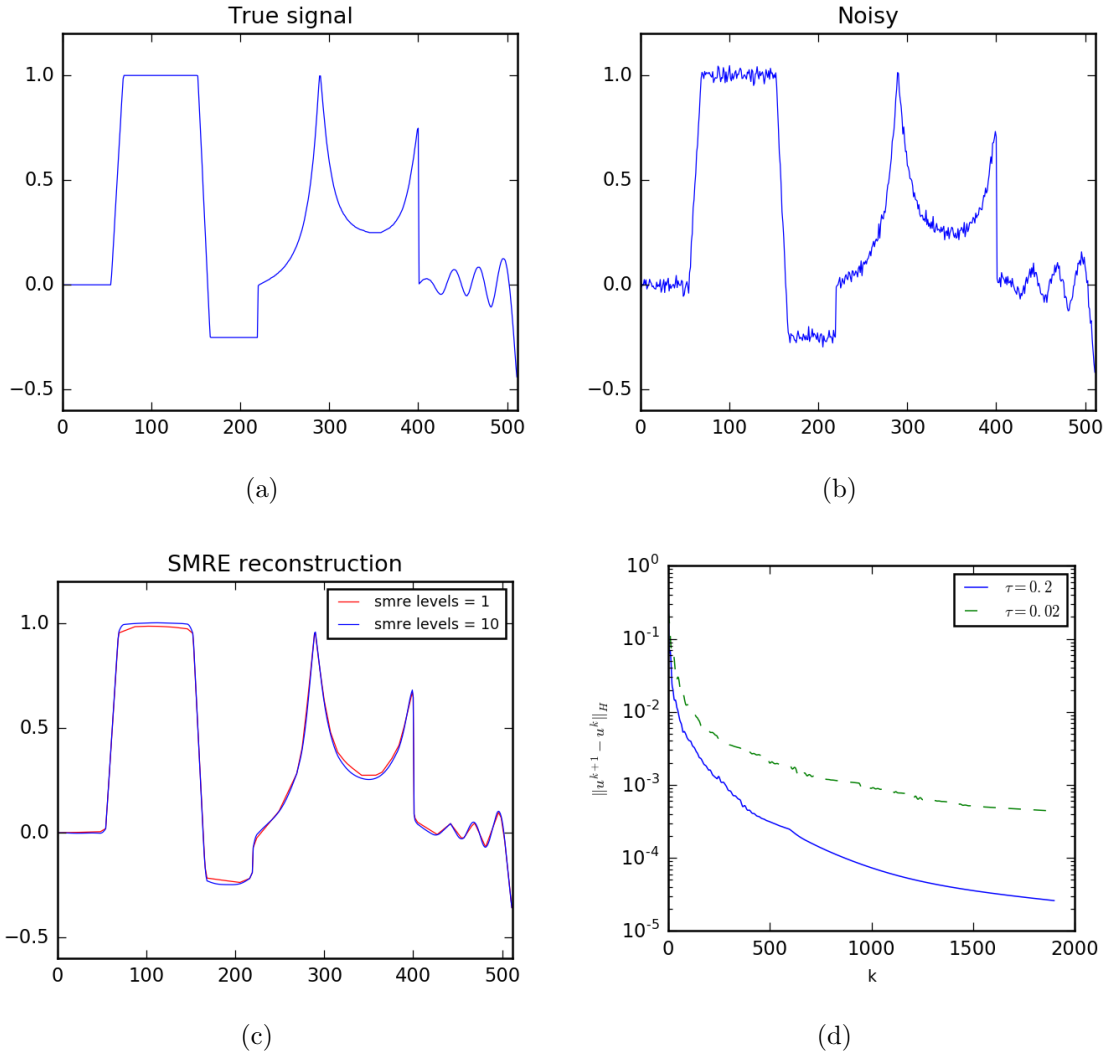 True signal
1.0
0.5
0.0
−0.5
0 100 200 300 400 500
(a)
Noisy
1.0
0.5
0.0
−0.5
0 100 200 300 400 500
(b)
SMRE reconstruction
smre levels = 1
smre levels = 10
1.0
0.5
0.0
−0.5
0 100 200 300 400 500
(c)
10⁰
10⁻¹
10⁻²
10⁻³
10⁻⁴
10⁻⁵
τ = 0.2
τ = 0.02
||u^{k+1} − u^k||_H
0 500 1000 1500 2000
k
(d)